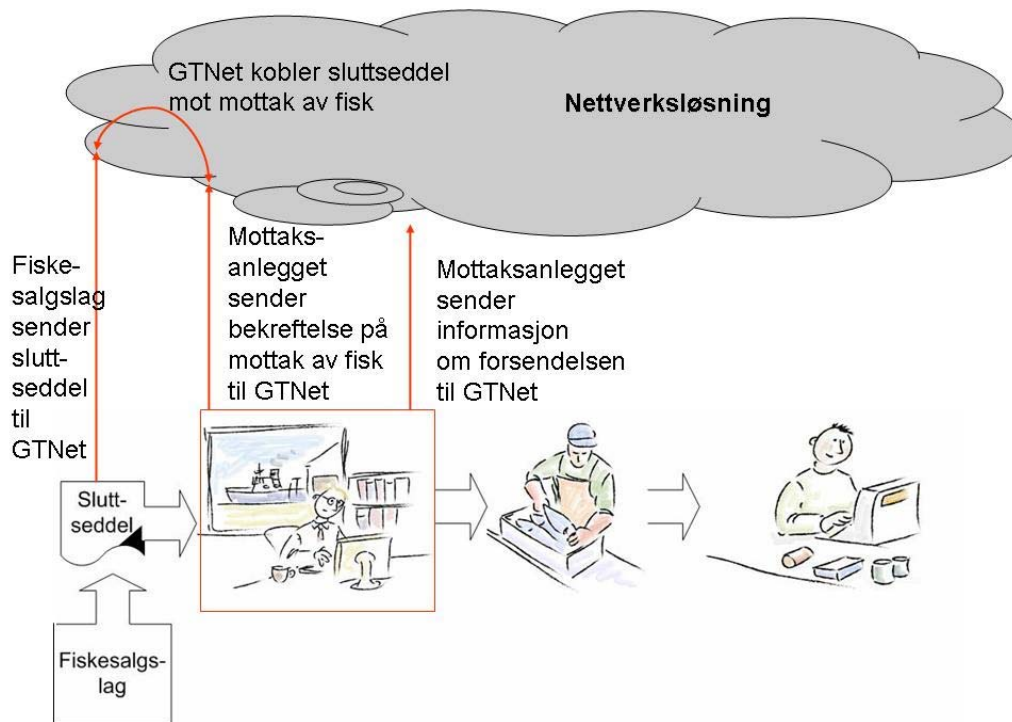 GTNet kobler sluttseddel
mot mottak av fisk
Nettverksløsning
Fiske-
salgslag
sender
slutt-
seddel
til
GTNet
Mottaks-
anlegget
sender
bekreftelse på
mottak av fisk
til GTNet
Mottaksanlegget
sender
informasjon
om forsendelsen
til GTNet
Slutt-
seddel
Fiskesalgs-
lag